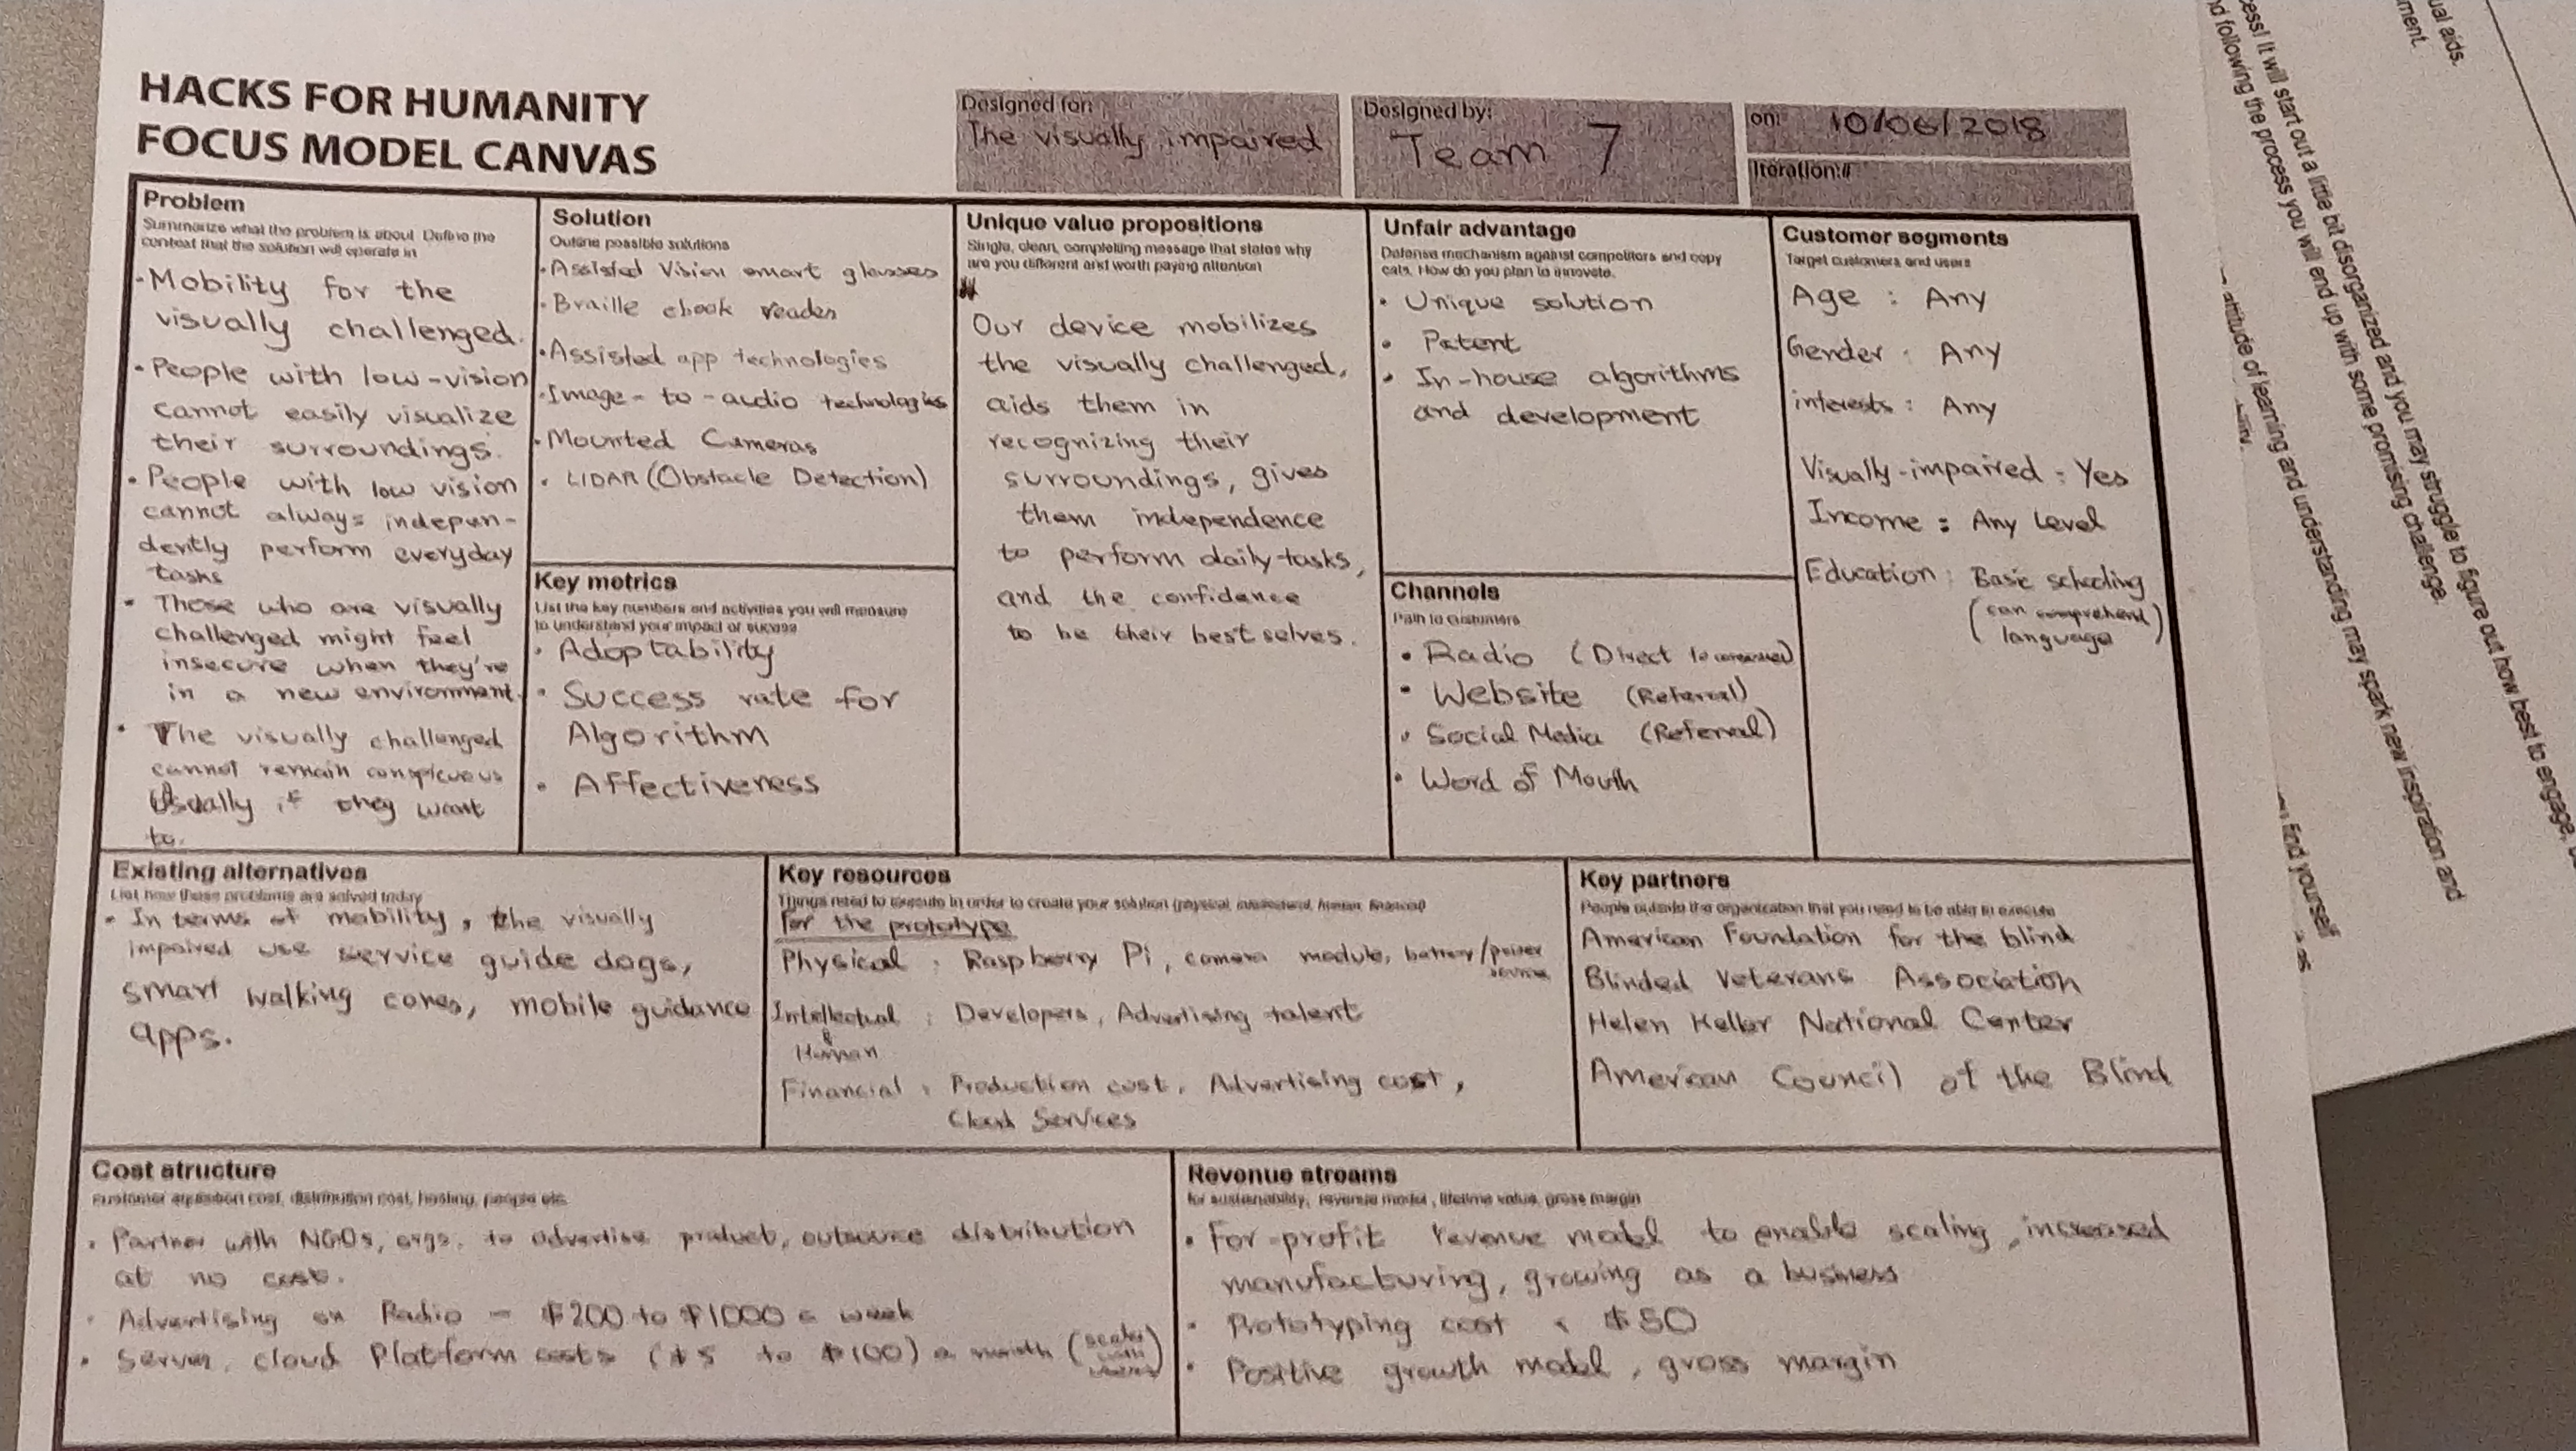 HACKS FOR HUMANITY
FOCUS MODEL CANVAS
Designed for:
The visually impaired
Designed by:
Team 7
on: 10/06/2018
Iteration:#
Problem
Summarize what the problem is about. Define the
context that the solution will operate in
• Mobility for the
visually challenged.
• People with low-vision
cannot easily visualize
their surroundings.
• People with low vision
cannot always indepen-
dently perform everyday
tasks
• Those who are visually
challenged might feel
insecure when they're
in a new environment.
• The visually challenged
cannot remain conspicuous
usually if they want
to.
Solution
Outline possible solutions
• Assisted Vision smart glasses
• Braille ebook reader
• Assisted app technologies
• Image-to-audio technologies
• Mounted Cameras
• LIDAR (Obstacle Detection)
Key metrics
List the key numbers and activities you will measure
to understand your impact or sucess
• Adoptability
• Success rate for
Algorithm
• Affectiveness
Unique value propositions
Single, clean, complelling message that states why
are you different and worth paying attention
Our device mobilizes
the visually challenged,
aids them in
recognizing their
surroundings, gives
them independence
to perform daily tasks,
and the confidence
to be their best selves.
Unfair advantage
Defense mechanism against competitors and copy
cats. How do you plan to innovate.
• Unique solution
• Patent
• In-house algorithms
and development
Channels
Path to customers
• Radio (Direct to
• Website (Referral)
• Social Media (Referral)
• Word of Mouth
Customer segments
Target customers and users
Age : Any
Gender : Any
interests : Any
Visually-impaired : Yes
Income : Any Level
Education : Basic schooling
(can comprehend
language)
Existing alternatives
List how these problems are solved today
• In terms of mobility, the visually
impaired use service guide dogs,
smart walking canes, mobile guidance
apps.
Key resources
Things need to execute in order to create your solution (physical, intellectual, human, financial)
For the prototype
Physical : Raspberry Pi, camera module, battery/power
source
Intellectual : Developers, Advertising talent
&
Human
Financial : Production cost, Advertising cost,
Cloud Services
Key partners
People outside the organization that you need to be able to execute
American Foundation for the blind
Blinded Veterans Association
Helen Keller National Center
American Council of the Blind
Cost structure
customer aquisition cost, distribution cost, hosting, people etc.
• Partner with NGOs, orgs. to advertise product, outsource distribution
at no cost.
• Advertising on Radio - $200 to $1000 a week
• Server, cloud Platform costs ($5 to $100) a month (scales
with
users)
Revenue streams
for sustainability, revenue model, lifetime value, gross margin
• For-profit revenue model to enable scaling, increased
manufacturing, growing as a business
• Prototyping cost < $50
• Positive growth model, gross margin
ual aids.
ment.
cess! It will start out a little bit disorganized and you may struggle to figure out how best to engage,
nd following the process you will end up with some promising challenge.
attitude of learning and understanding may spark new inspiration and
find yourself